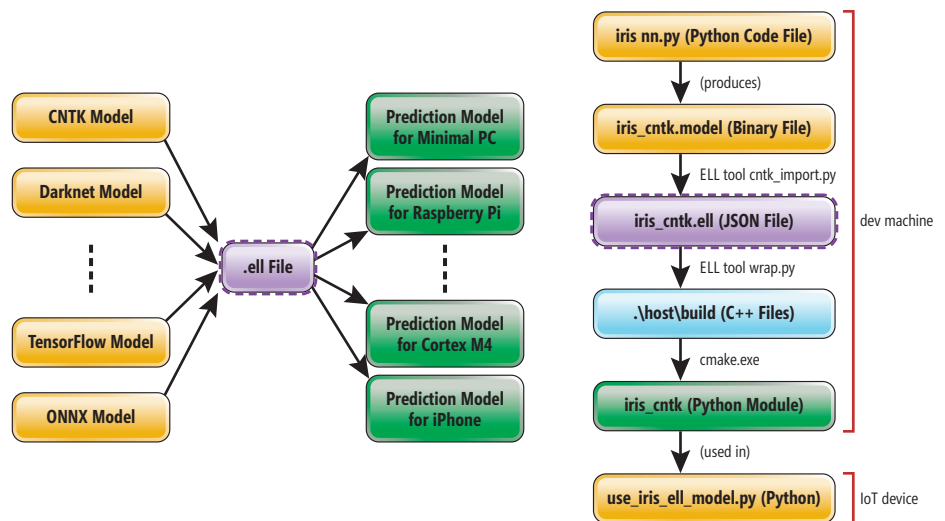 CNTK Model
Darknet Model
TensorFlow Model
ONNX Model
.ell File
Prediction Model
for Minimal PC
Prediction Model
for Raspberry Pi
Prediction Model
for Cortex M4
Prediction Model
for iPhone
iris nn.py (Python Code File)
(produces)
iris_cntk.model (Binary File)
ELL tool cntk_import.py
iris_cntk.ell (JSON File)
ELL tool wrap.py
.\host\build (C++ Files)
cmake.exe
iris_cntk (Python Module)
(used in)
use_iris_ell_model.py (Python)
dev machine
IoT device